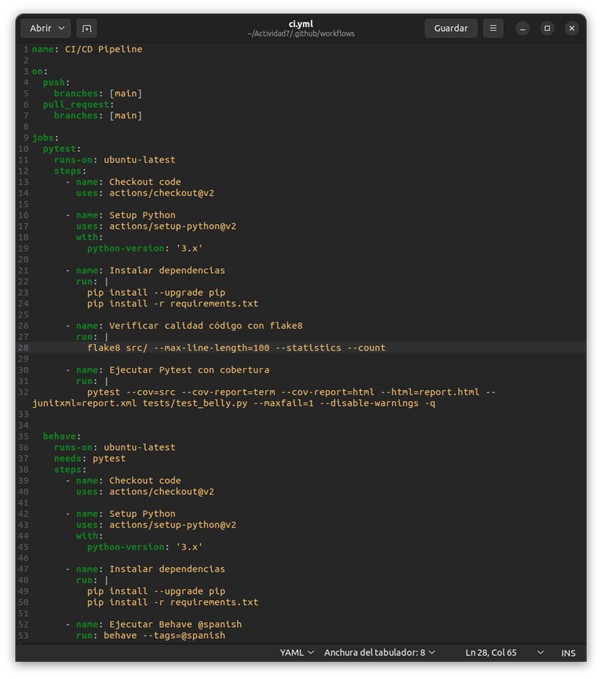 Abrir
ci.yml
~/Actividad7/.github/workflows
Guardar
1 name: CI/CD Pipeline
2
3 on:
4   push:
5     branches: [main]
6   pull_request:
7     branches: [main]
8
9 jobs:
10   pytest:
11     runs-on: ubuntu-latest
12     steps:
13       - name: Checkout code
14         uses: actions/checkout@v2
15
16       - name: Setup Python
17         uses: actions/setup-python@v2
18         with:
19           python-version: '3.x'
20
21       - name: Instalar dependencias
22         run: |
23           pip install --upgrade pip
24           pip install -r requirements.txt
25
26       - name: Verificar calidad código con flake8
27         run: |
28           flake8 src/ --max-line-length=100 --statistics --count
29
30       - name: Ejecutar Pytest con cobertura
31         run: |
32           pytest --cov=src --cov-report=term --cov-report=html --html=report.html --
junitxml=report.xml tests/test_belly.py --maxfail=1 --disable-warnings -q
33
34
35   behave:
36     runs-on: ubuntu-latest
37     needs: pytest
38     steps:
39       - name: Checkout code
40         uses: actions/checkout@v2
41
42       - name: Setup Python
43         uses: actions/setup-python@v2
44         with:
45           python-version: '3.x'
46
47       - name: Instalar dependencias
48         run: |
49           pip install --upgrade pip
50           pip install -r requirements.txt
51
52       - name: Ejecutar Behave @spanish
53         run: behave --tags=@spanish
YAML Anchura del tabulador: 8 Ln 28, Col 65 INS